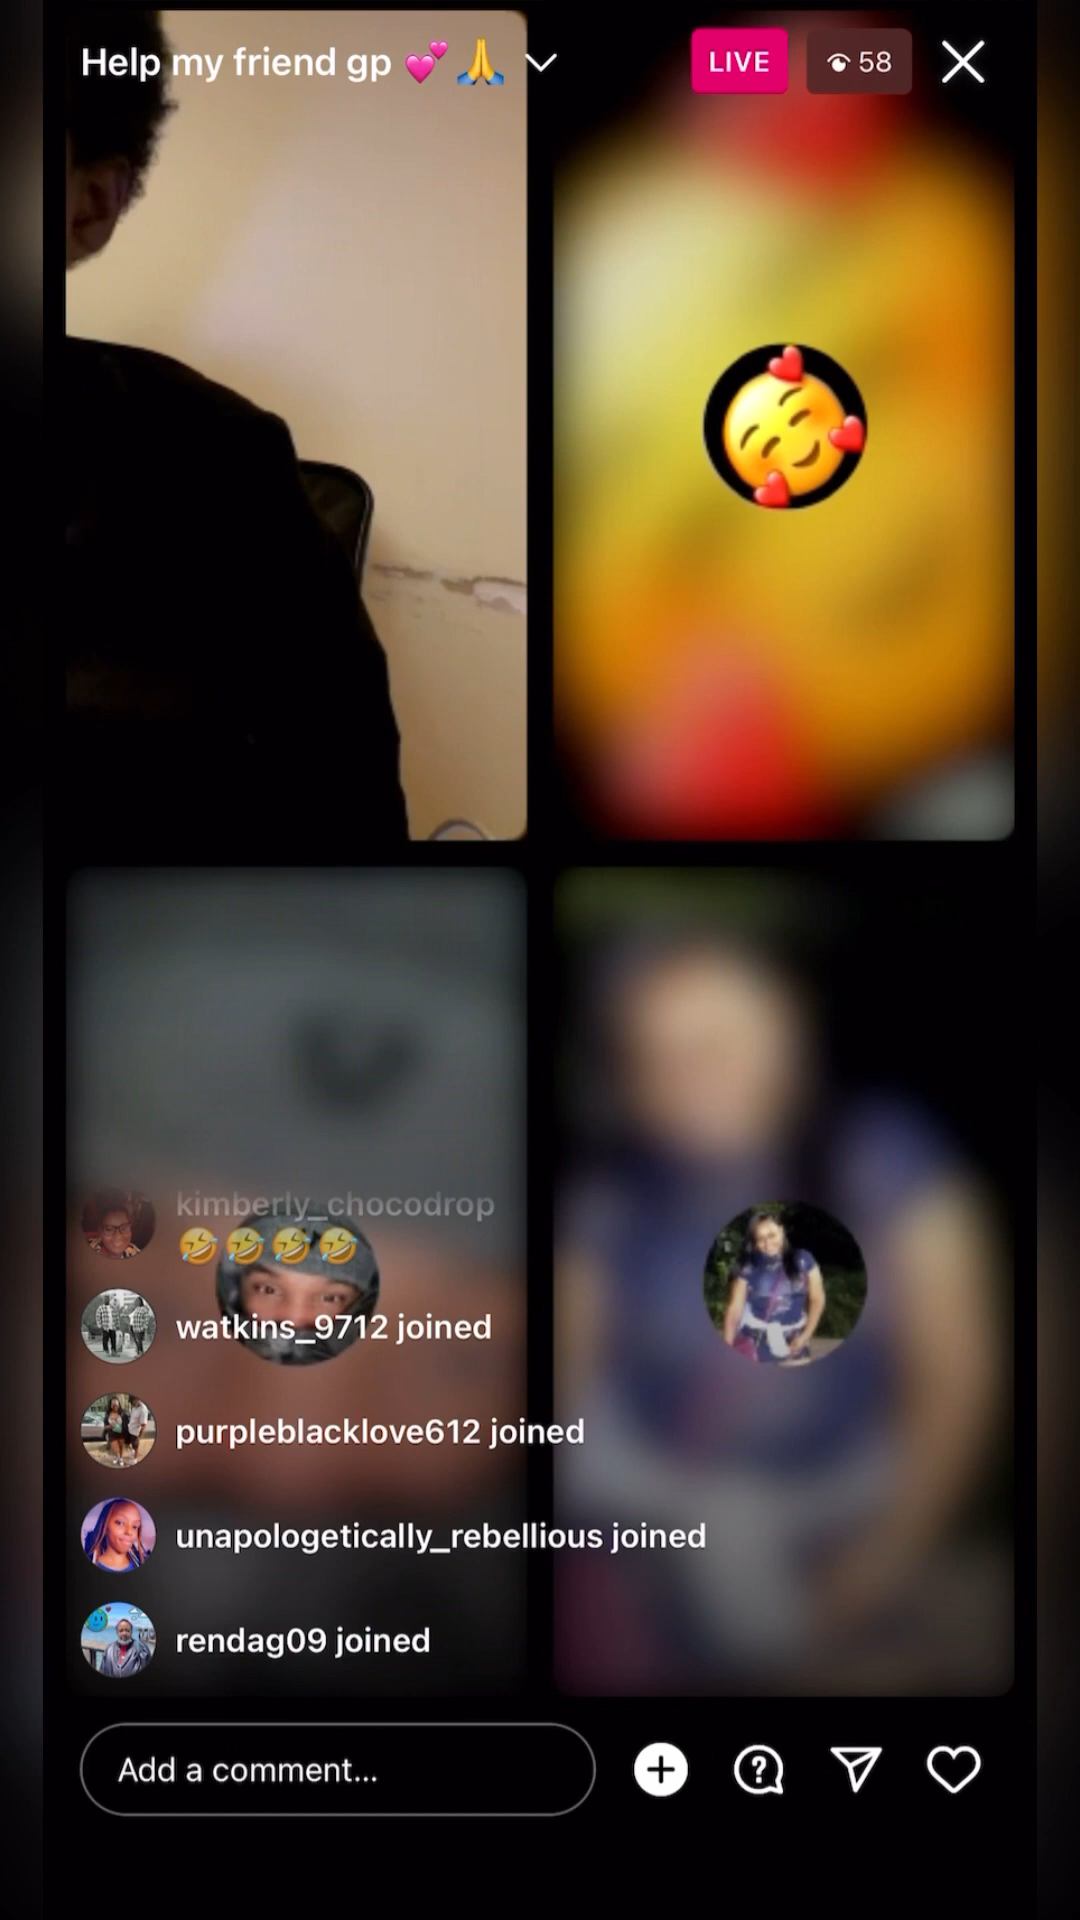 Help my friend gp 💕 🙏
LIVE
58
kimberly_chocodrop
🤣🤣🤣🤣
watkins_9712 joined
purpleblacklove612 joined
unapologetically_rebellious joined
rendag09 joined
Add a comment...